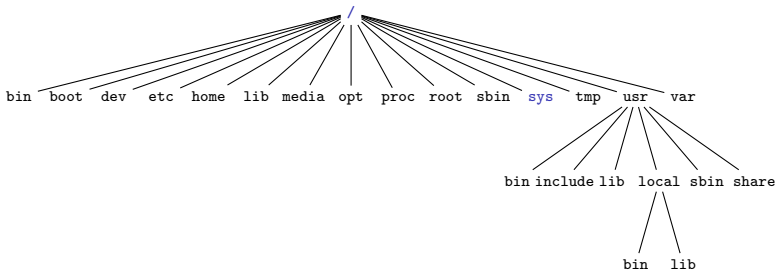 /
bin boot dev etc home lib media opt proc root sbin sys tmp usr var
bin include lib local sbin share
bin lib